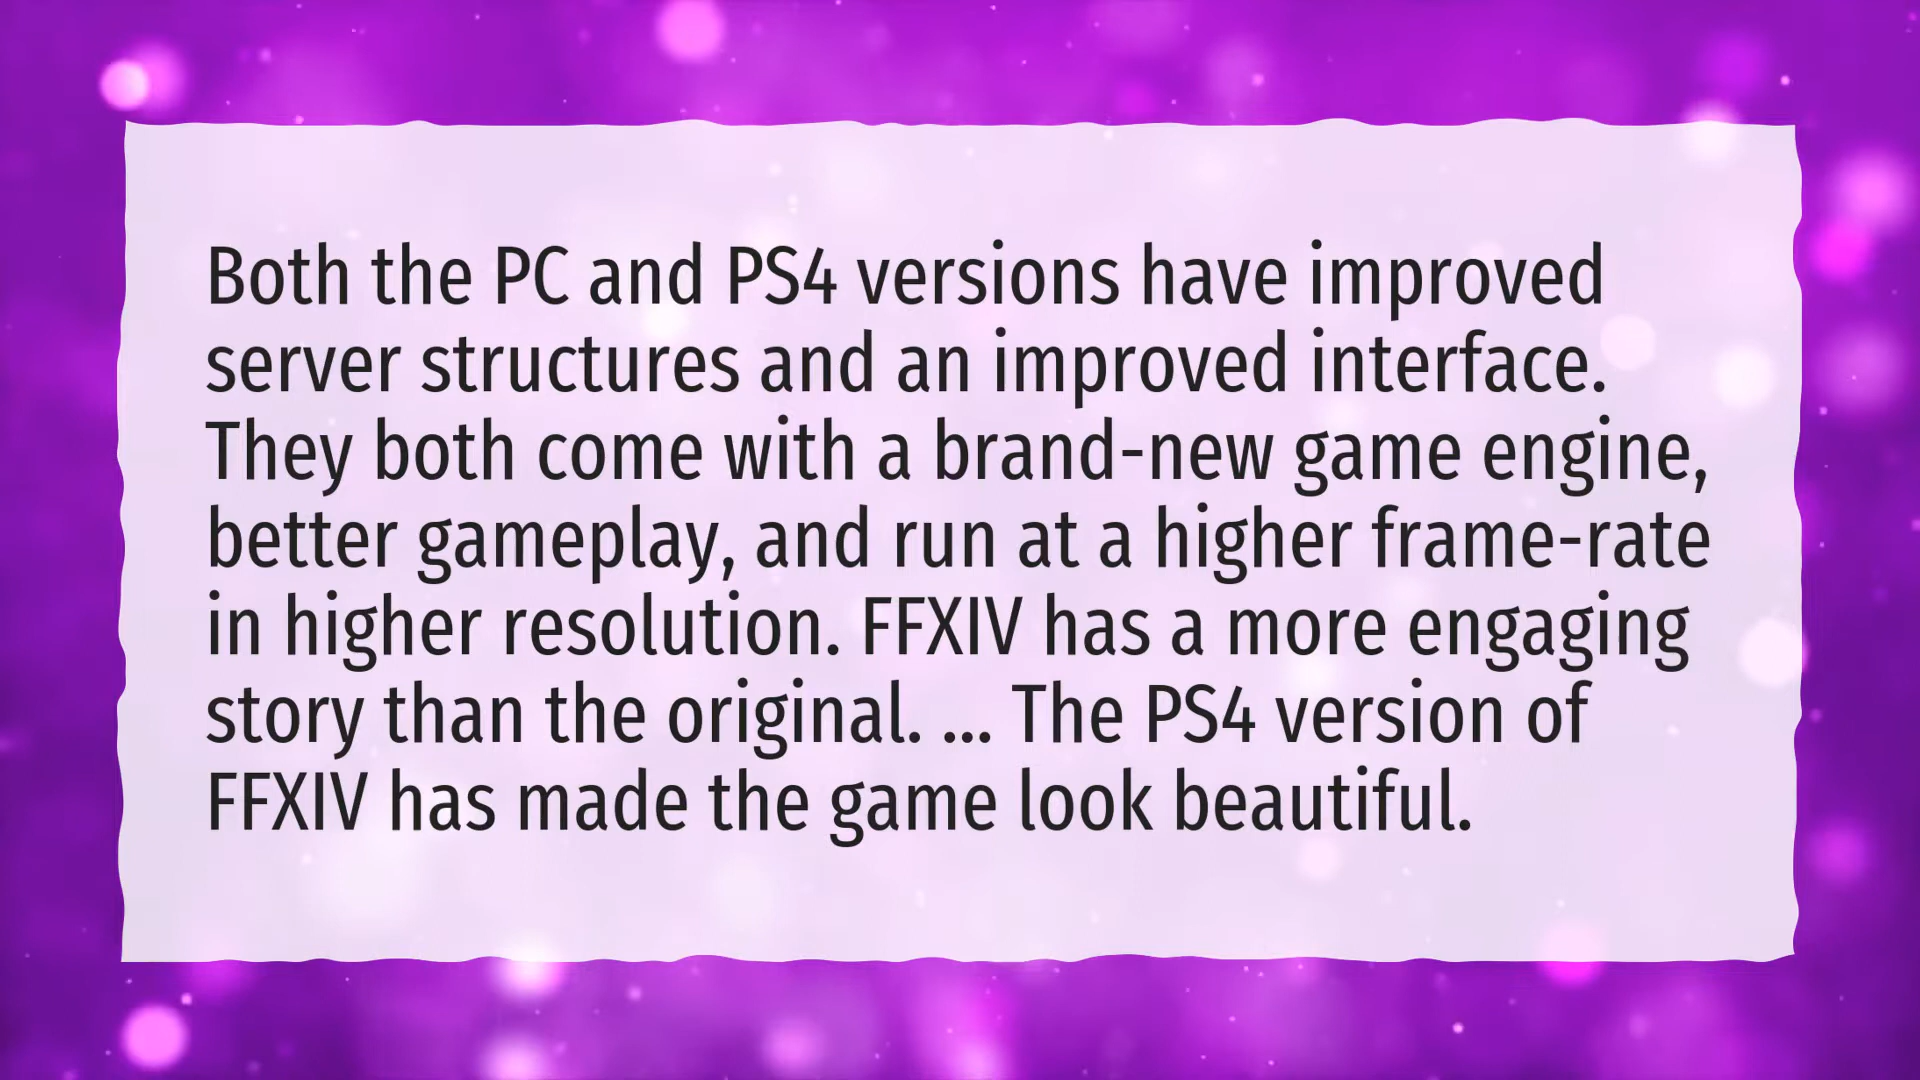 Both the PC and PS4 versions have improved
server structures and an improved interface.
They both come with a brand-new game engine,
better gameplay, and run at a higher frame-rate
in higher resolution. FFXIV has a more engaging
story than the original. ... The PS4 version of
FFXIV has made the game look beautiful.